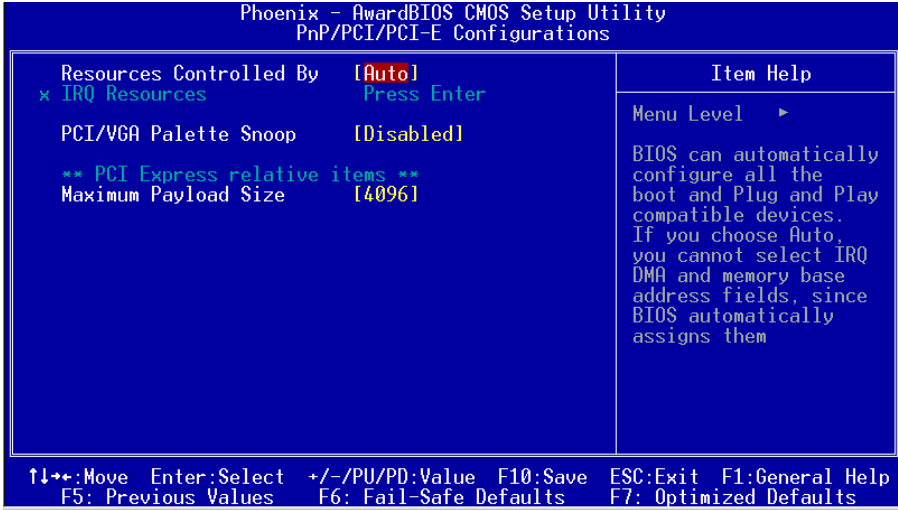 Phoenix - AwardBIOS CMOS Setup Utility
PnP/PCI/PCI-E Configurations
Resources Controlled By [Auto]
x IRQ Resources Press Enter
PCI/VGA Palette Snoop [Disabled]
** PCI Express relative items **
Maximum Payload Size [4096]
Item Help
Menu Level ►
BIOS can automatically
configure all the
boot and Plug and Play
compatible devices.
If you choose Auto,
you cannot select IRQ
DMA and memory base
address fields, since
BIOS automatically
assigns them
↑↓→←:Move Enter:Select +/-/PU/PD:Value F10:Save ESC:Exit F1:General Help
F5: Previous Values F6: Fail-Safe Defaults F7: Optimized Defaults